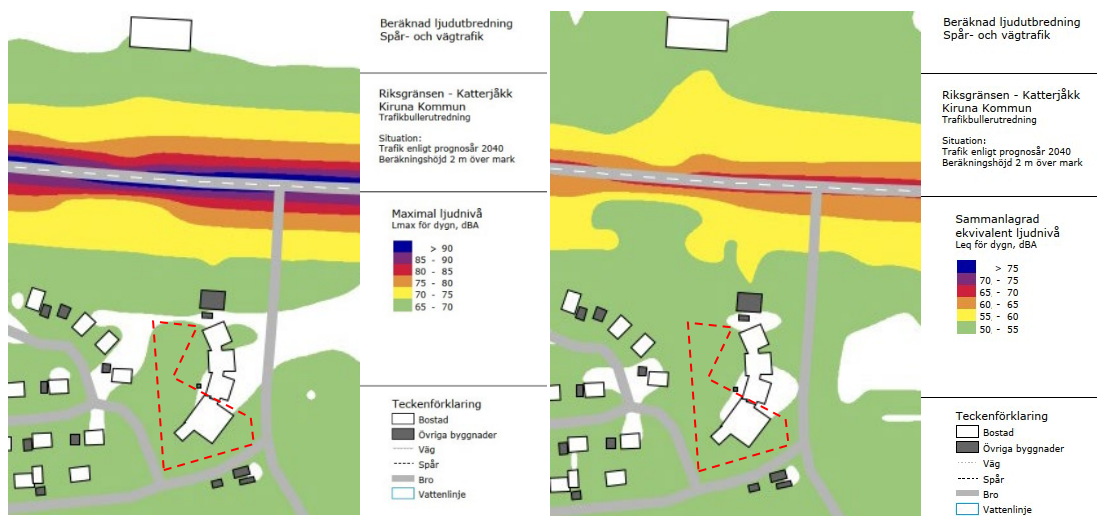 Beräknad ljudutbredning
Spår- och vägtrafik
Riksgränsen - Katterjåkk
Kiruna Kommun
Trafikbullerutredning
Situation:
Trafik enligt prognosår 2040
Beräkningshöjd 2 m över mark
Maximal ljudnivå
Lmax för dygn, dBA
> 90
85 - 90
80 - 85
75 - 80
70 - 75
65 - 70
Teckenförklaring
Bostad
Övriga byggnader
Väg
Spår
Bro
Vattenlinje
Beräknad ljudutbredning
Spår- och vägtrafik
Riksgränsen - Katterjåkk
Kiruna Kommun
Trafikbullerutredning
Situation:
Trafik enligt prognosår 2040
Beräkningshöjd 2 m över mark
Sammanlagrad
ekvivalent ljudnivå
Leq för dygn, dBA
> 75
70 - 75
65 - 70
60 - 65
55 - 60
50 - 55
Teckenförklaring
Bostad
Övriga byggnader
Väg
Spår
Bro
Vattenlinje